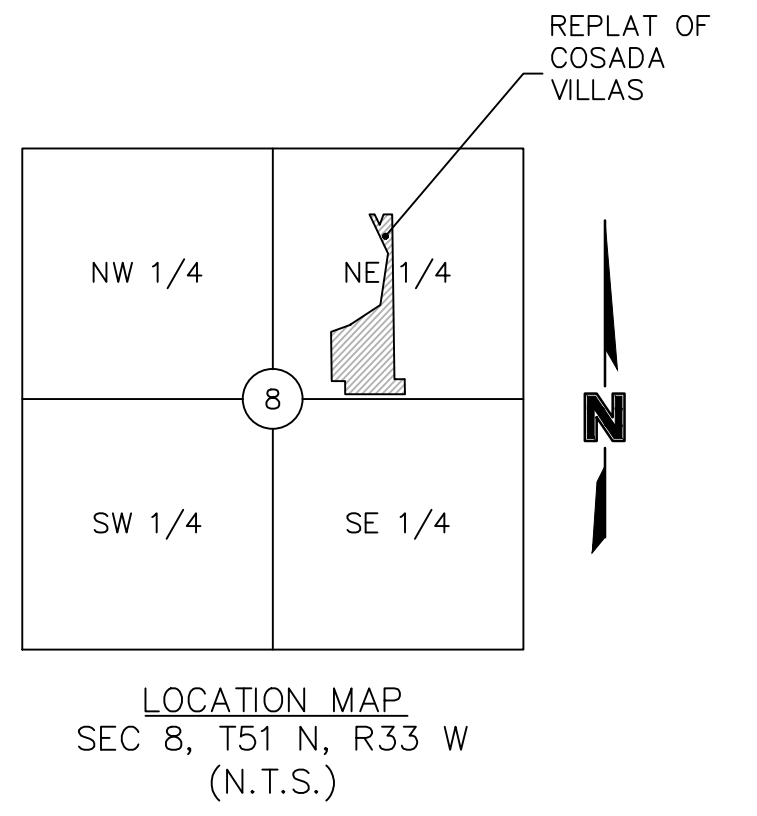 REPLAT OF
COSADA
VILLAS
NW 1/4
NE 1/4
8
N
SW 1/4
SE 1/4
LOCATION MAP
SEC 8, T51 N, R33 W
(N.T.S.)